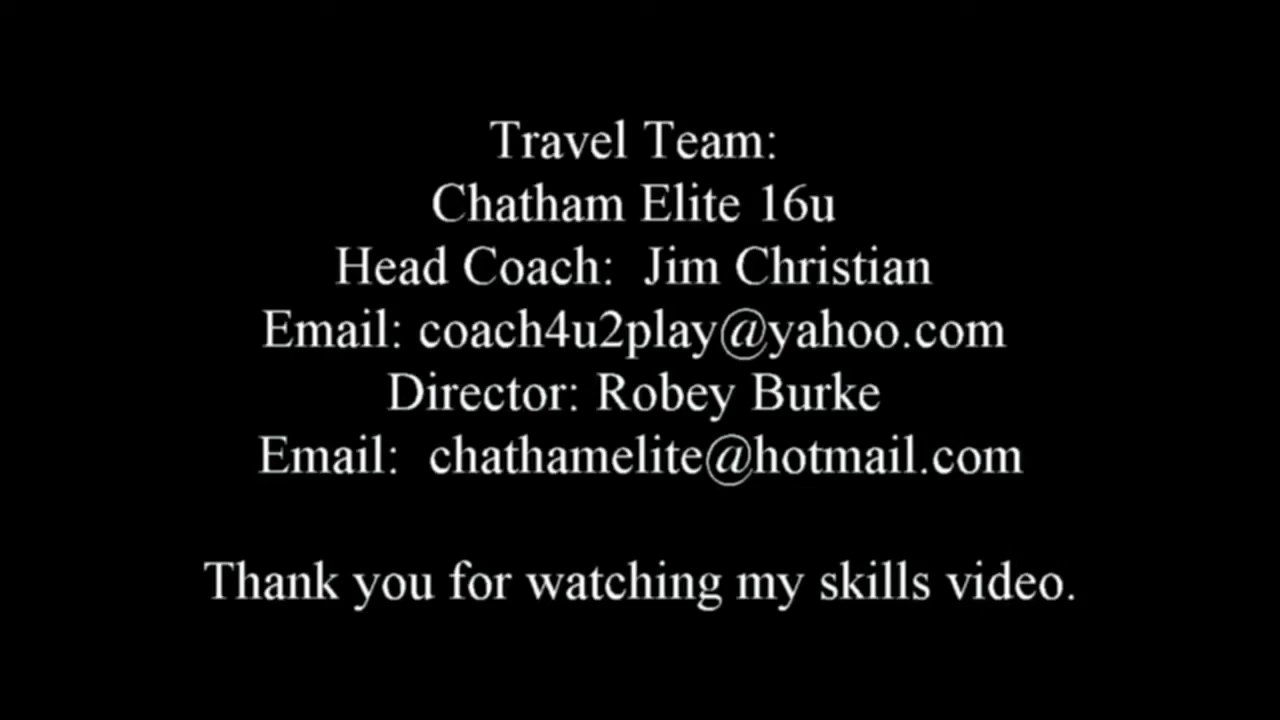 Travel Team:
Chatham Elite 16u
Head Coach:  Jim Christian
Email: coach4u2play@yahoo.com
Director: Robey Burke
Email:  chathamelite@hotmail.com
Thank you for watching my skills video.